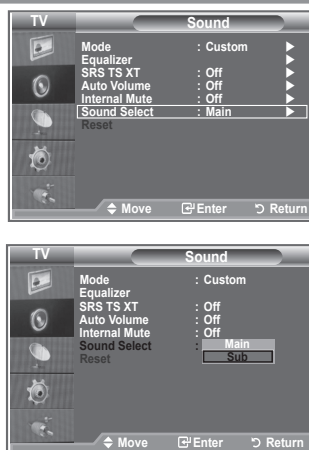 TV Sound
Mode : Custom
Equalizer
SRS TS XT : Off
Auto Volume : Off
Internal Mute : Off
Sound Select : Main
Reset
Move Enter Return
TV Sound
Mode : Custom
Equalizer
SRS TS XT : Off
Auto Volume : Off
Internal Mute : Off
Sound Select : Main
Reset Sub
Move Enter Return